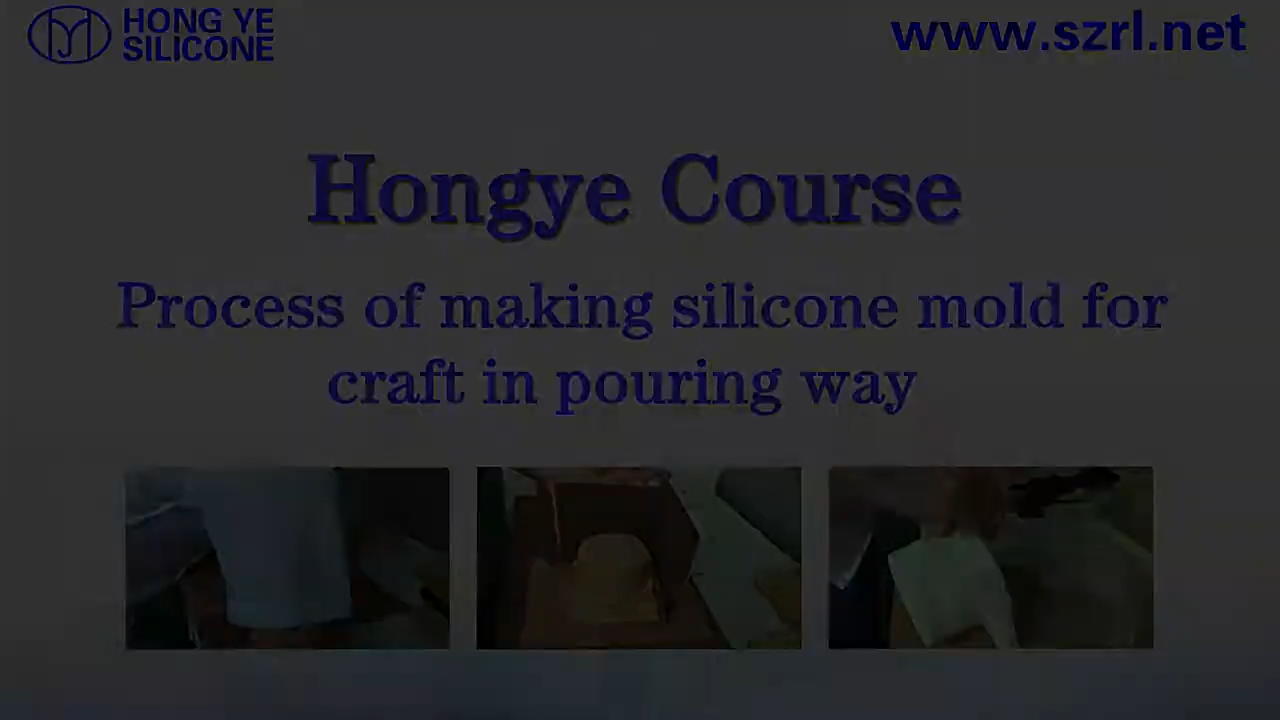 HONG YE
SILICONE
www.szrl.net
Hongye Course
Process of making silicone mold for
craft in pouring way